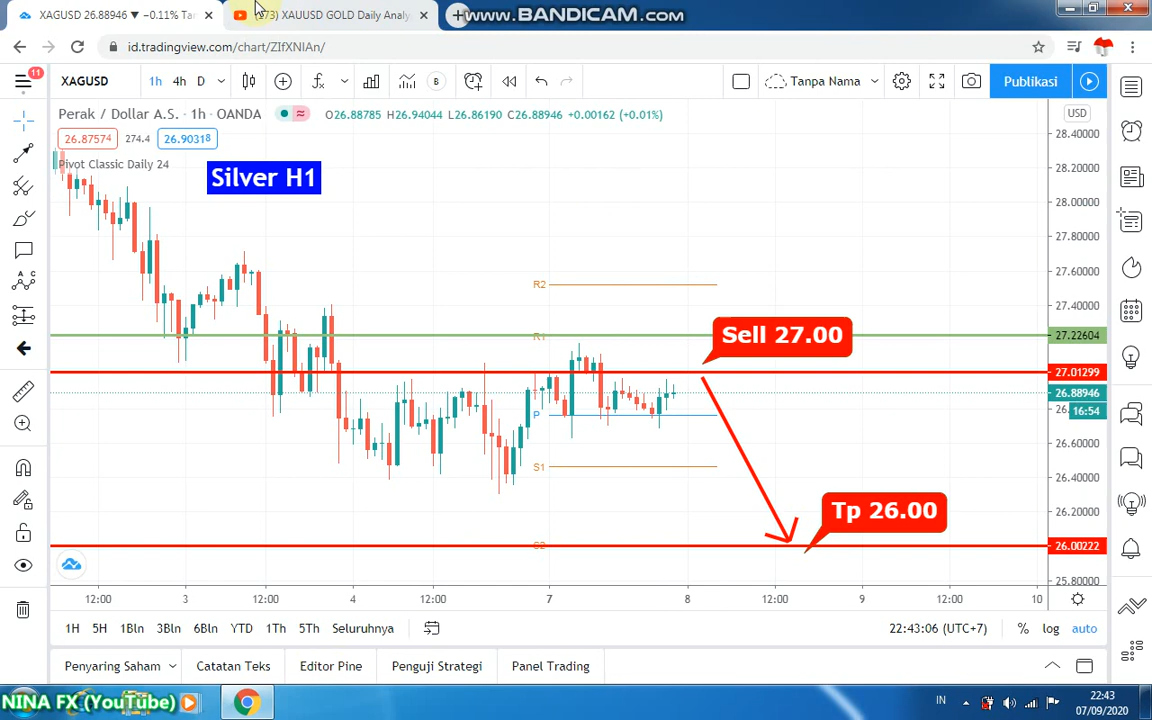 XAGUSD 26.88946 ▼ −0.11% Ta
73) XAUUSD GOLD Daily Analy
www.BANDICAM.com
id.tradingview.com/chart/ZIfXNIAn/
11
XAGUSD
1h
4h
D
B
Tanpa Nama
Publikasi
Perak / Dollar A.S. · 1h · OANDA
O26.88785 H26.94044 L26.86190 C26.88946 +0.00162 (+0.01%)
26.87574
274.4
26.90318
Pivot Classic Daily 24
Silver H1
USD
28.40000
28.20000
28.00000
27.80000
27.60000
27.40000
27.22604
27.01299
26.88946
16:54
26.60000
26.40000
26.20000
26.00222
25.80000
R2
R1
P
S1
S2
Sell 27.00
Tp 26.00
12:00 3 12:00 4 12:00 7 8 12:00 9 12:00 10
1H 5H 1Bln 3Bln 6Bln YTD 1Th 5Th Seluruhnya
22:43:06 (UTC+7)
% log auto
Penyaring Saham
Catatan Teks
Editor Pine
Penguji Strategi
Panel Trading
NINA FX (YouTube)
IN
22:43
07/09/2020